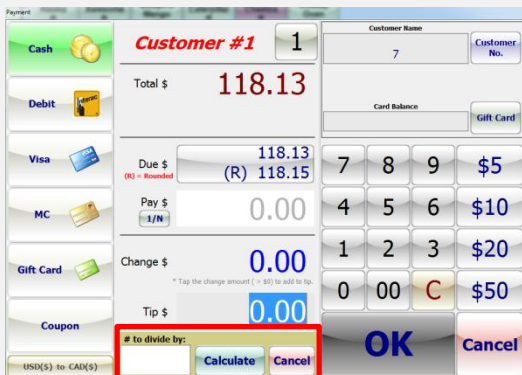 Payment
Cash
Debit
Interac
Visa
MC
Gift Card
Coupon
USD($) to CAD($)
Customer #1
1
Total $
118.13
Due $
118.13
(R) = Rounded
(R) 118.15
Pay $
0.00
1/N
Change $
0.00
* Tap the change amount ( > $0) to add to tip.
Tip $
0.00
# to divide by:
Calculate
Cancel
Customer Name
7
Customer No.
Card Balance
Gift Card
7 8 9 $5
4 5 6 $10
1 2 3 $20
0 00 C $50
OK
Cancel